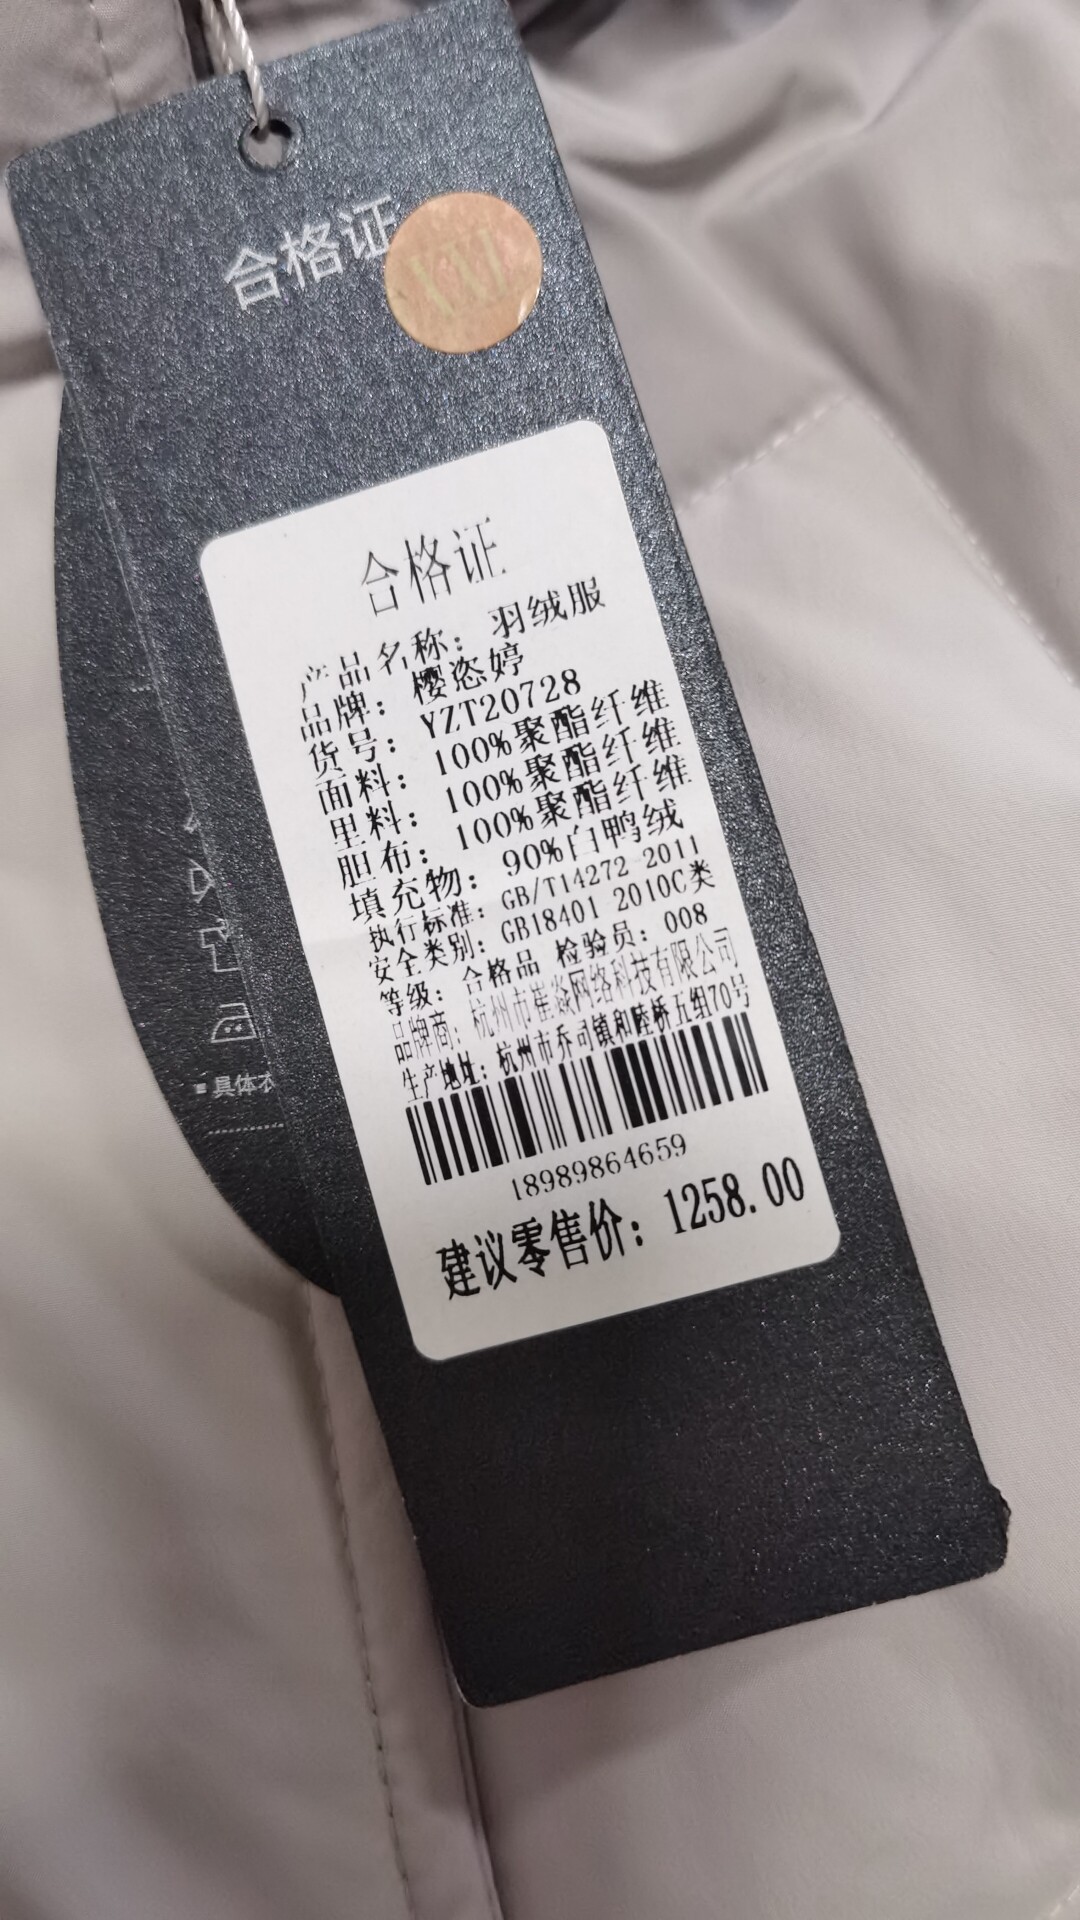 合格证
合格证
产品名称：羽绒服
品牌：樱恣婷
货号：YZT20728
面料：100%聚酯纤维
里料：100%聚酯纤维
胆布：100%聚酯纤维
填充物：90%白鸭绒
执行标准：GB/T14272 2011
安全类别：GB18401 2010C类
等级：合格品 检验员：008
品牌商：杭州市崔焱网络科技有限公司
生产地址：杭州市乔司镇和睦桥五组70号
18989864659
建议零售价：1258.00
▪具体衣